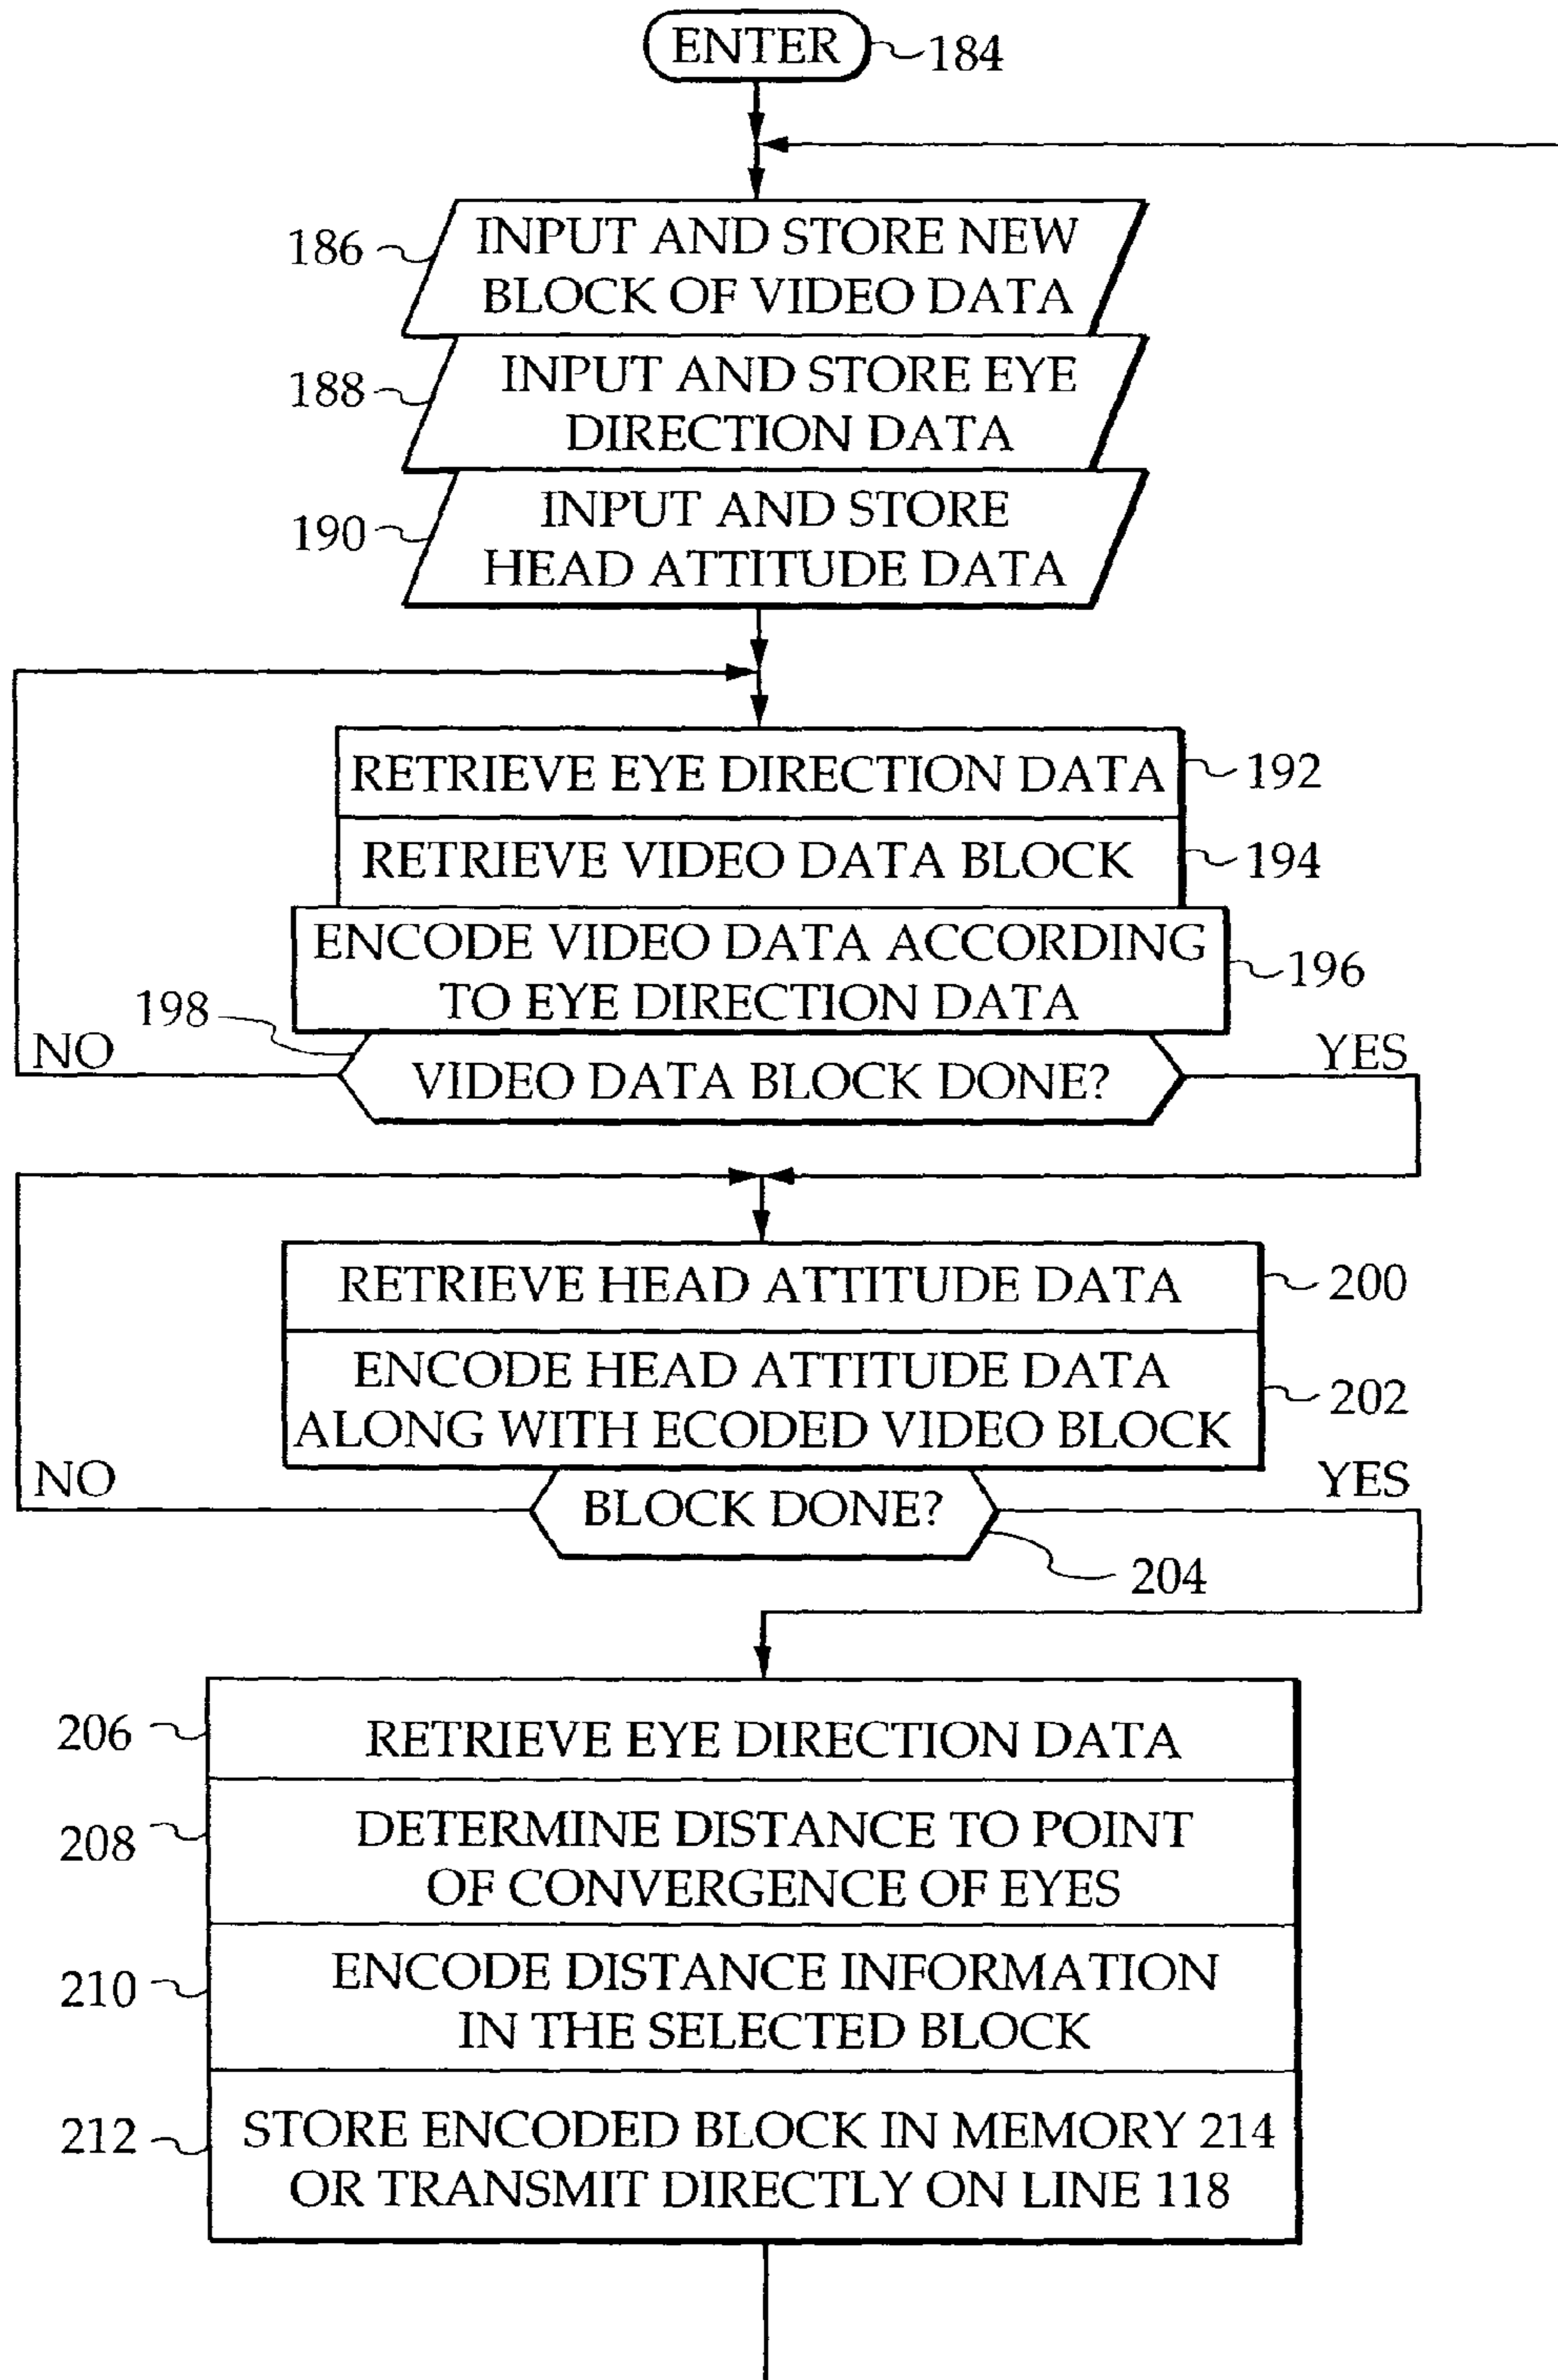 ENTER
184
186
INPUT AND STORE NEW
BLOCK OF VIDEO DATA
188
INPUT AND STORE EYE
DIRECTION DATA
190
INPUT AND STORE
HEAD ATTITUDE DATA
RETRIEVE EYE DIRECTION DATA
192
RETRIEVE VIDEO DATA BLOCK
194
ENCODE VIDEO DATA ACCORDING
TO EYE DIRECTION DATA
196
198
NO
VIDEO DATA BLOCK DONE?
YES
RETRIEVE HEAD ATTITUDE DATA
200
ENCODE HEAD ATTITUDE DATA
ALONG WITH ECODED VIDEO BLOCK
202
NO
BLOCK DONE?
YES
204
206
RETRIEVE EYE DIRECTION DATA
208
DETERMINE DISTANCE TO POINT
OF CONVERGENCE OF EYES
210
ENCODE DISTANCE INFORMATION
IN THE SELECTED BLOCK
212
STORE ENCODED BLOCK IN MEMORY 214
OR TRANSMIT DIRECTLY ON LINE 118